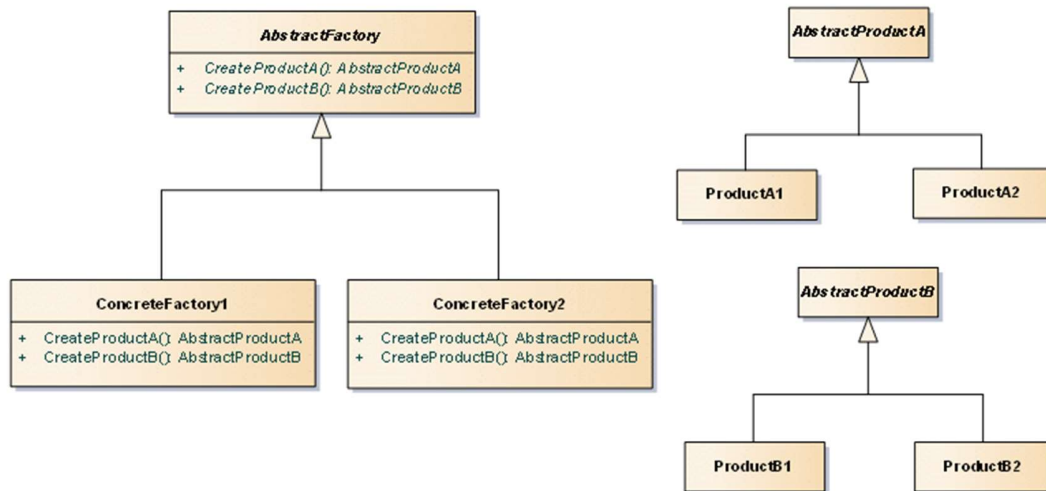 AbstractFactory
+ CreateProductA(): AbstractProductA
+ CreateProductB(): AbstractProductB
ConcreteFactory1
+ CreateProductA(): AbstractProductA
+ CreateProductB(): AbstractProductB
ConcreteFactory2
+ CreateProductA(): AbstractProductA
+ CreateProductB(): AbstractProductB
AbstractProductA
ProductA1
ProductA2
AbstractProductB
ProductB1
ProductB2